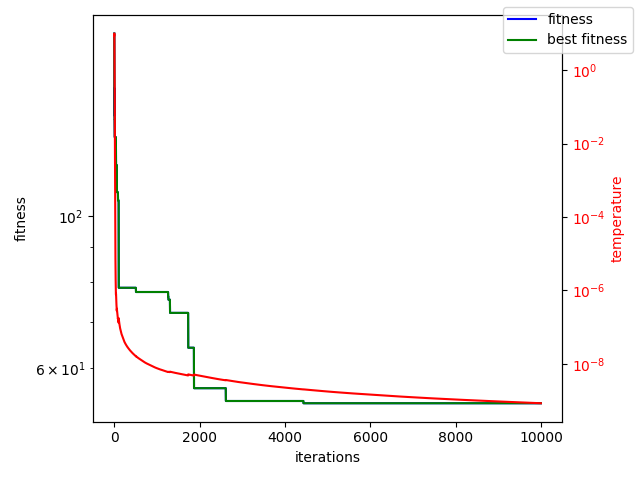 fitness
best fitness
10^0
10^-2
10^-4
10^-6
10^-8
temperature
10^2
6 × 10^1
fitness
0
2000
4000
6000
8000
10000
iterations